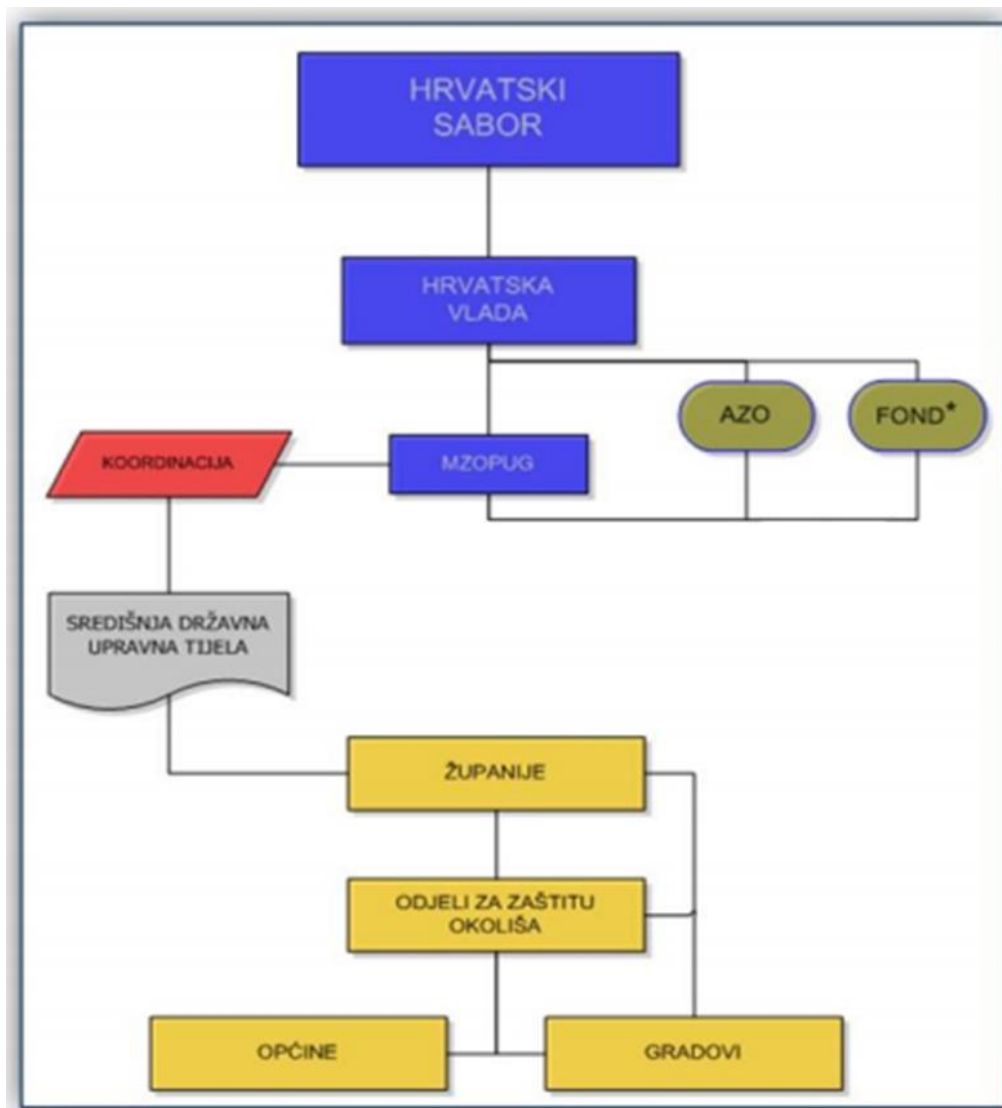 HRVATSKI
SABOR
HRVATSKA
VLADA
AZO
FOND*
KOORDINACIJA
MZOPUG
SREDIŠNJA DRŽAVNA
UPRAVNA TIJELA
ŽUPANIJE
ODJELI ZA ZAŠTITU
OKOLIŠA
OPĆINE
GRADOVI